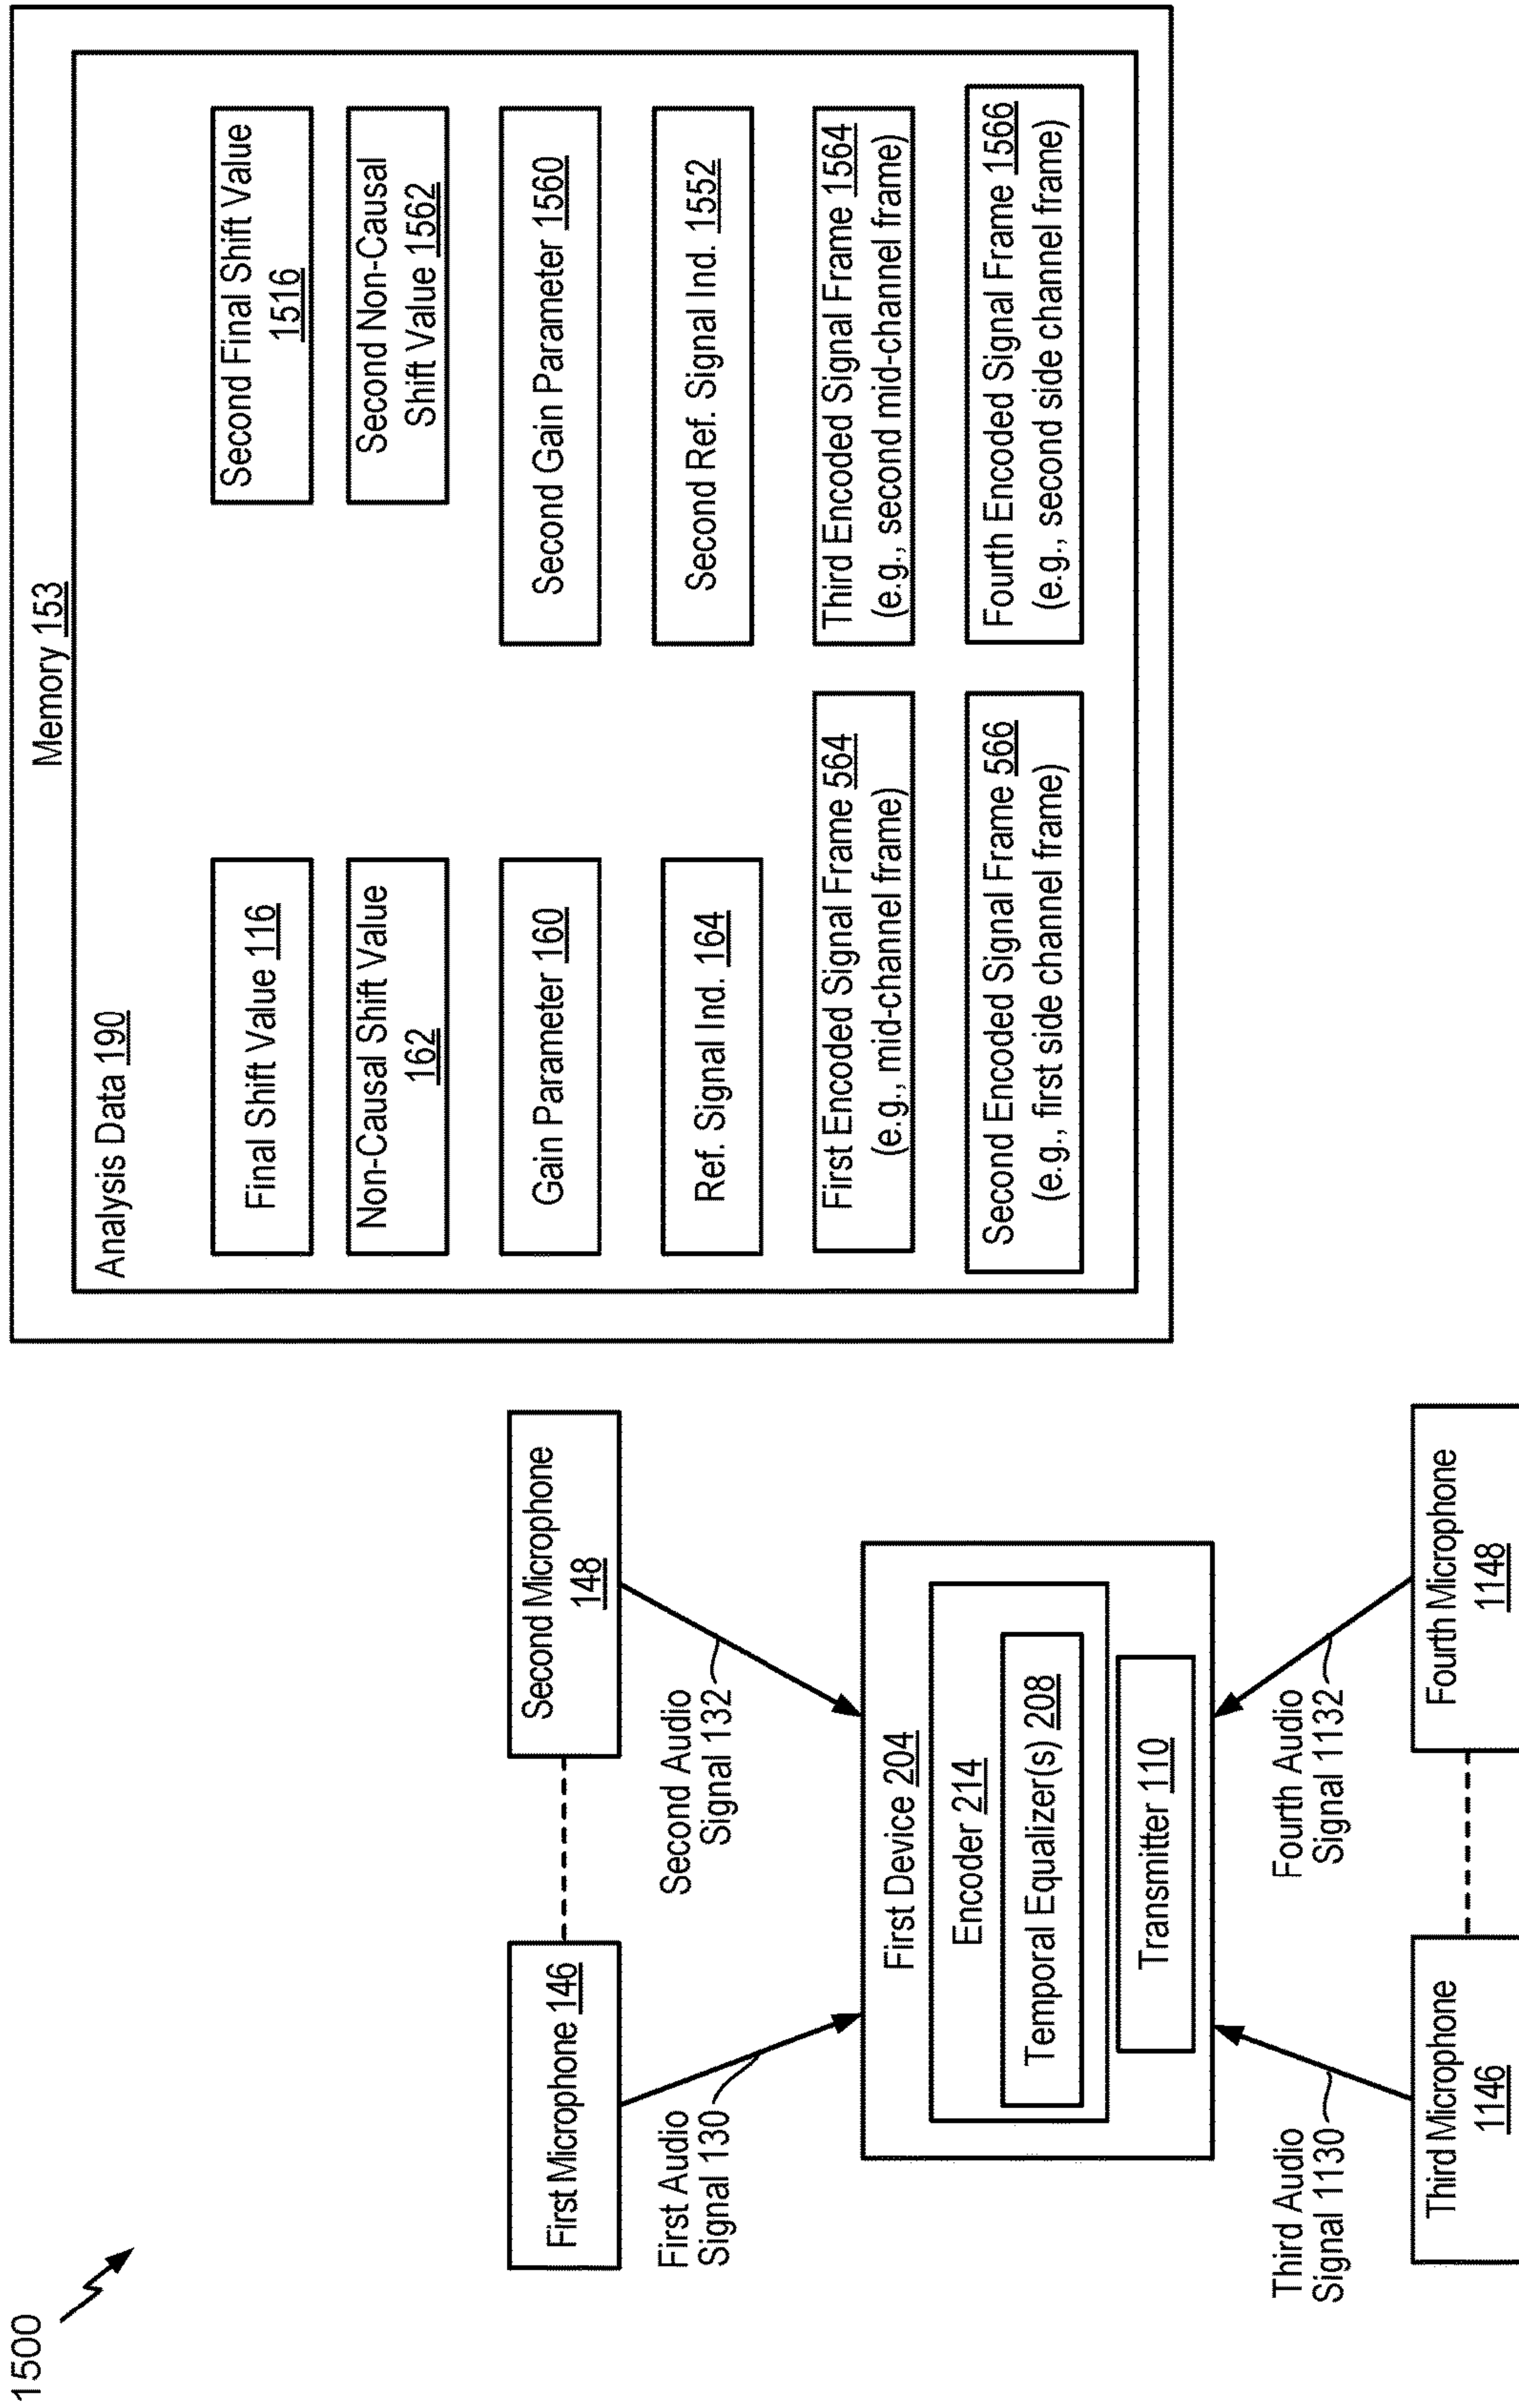 1500
First Microphone 146
Second Microphone
148
First Audio
Signal 130
Second Audio
Signal 132
First Device 204
Encoder 214
Temporal Equalizer(s) 208
Transmitter 110
Third Audio
Signal 1130
Fourth Audio
Signal 1132
Third Microphone
1146
Fourth Microphone
1148
Memory 153
Analysis Data 190
Final Shift Value 116
Second Final Shift Value
1516
Non-Causal Shift Value
162
Second Non-Causal
Shift Value 1562
Gain Parameter 160
Second Gain Parameter 1560
Ref. Signal Ind. 164
Second Ref. Signal Ind. 1552
First Encoded Signal Frame 564
(e.g., mid-channel frame)
Third Encoded Signal Frame 1564
(e.g., second mid-channel frame)
Second Encoded Signal Frame 566
(e.g., first side channel frame)
Fourth Encoded Signal Frame 1566
(e.g., second side channel frame)